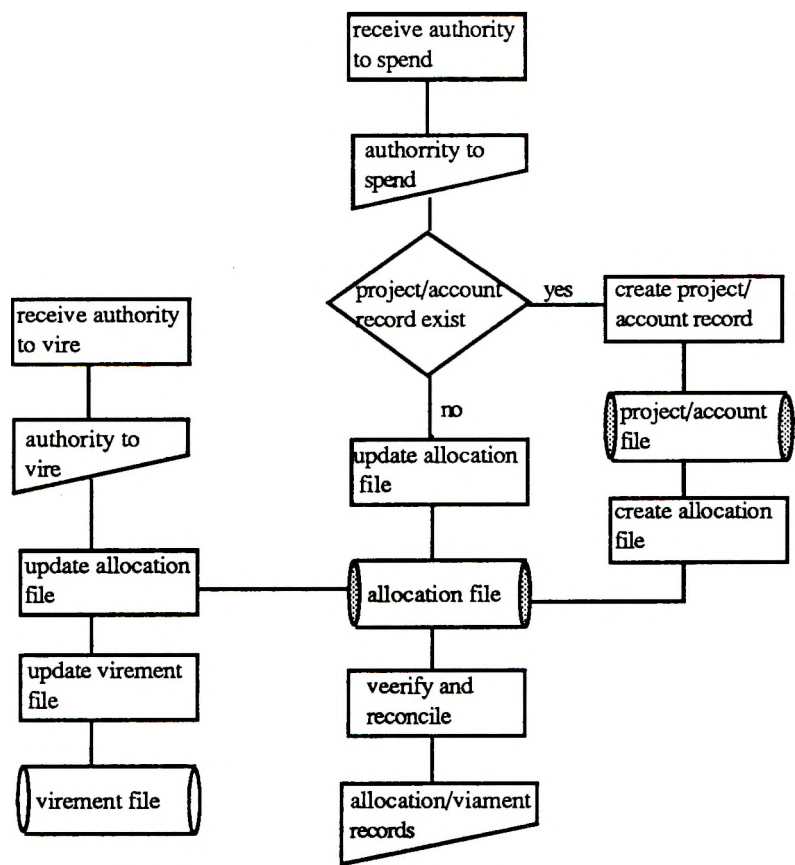 receive authority
to spend
authorrity to
spend
project/account
record exist
yes
create project/
account record
receive authority
to vire
no
project/account
file
authority to
vire
update allocation
file
create allocation
file
update allocation
file
allocation file
update virement
file
veerify and
reconcile
virement file
allocation/viament
records